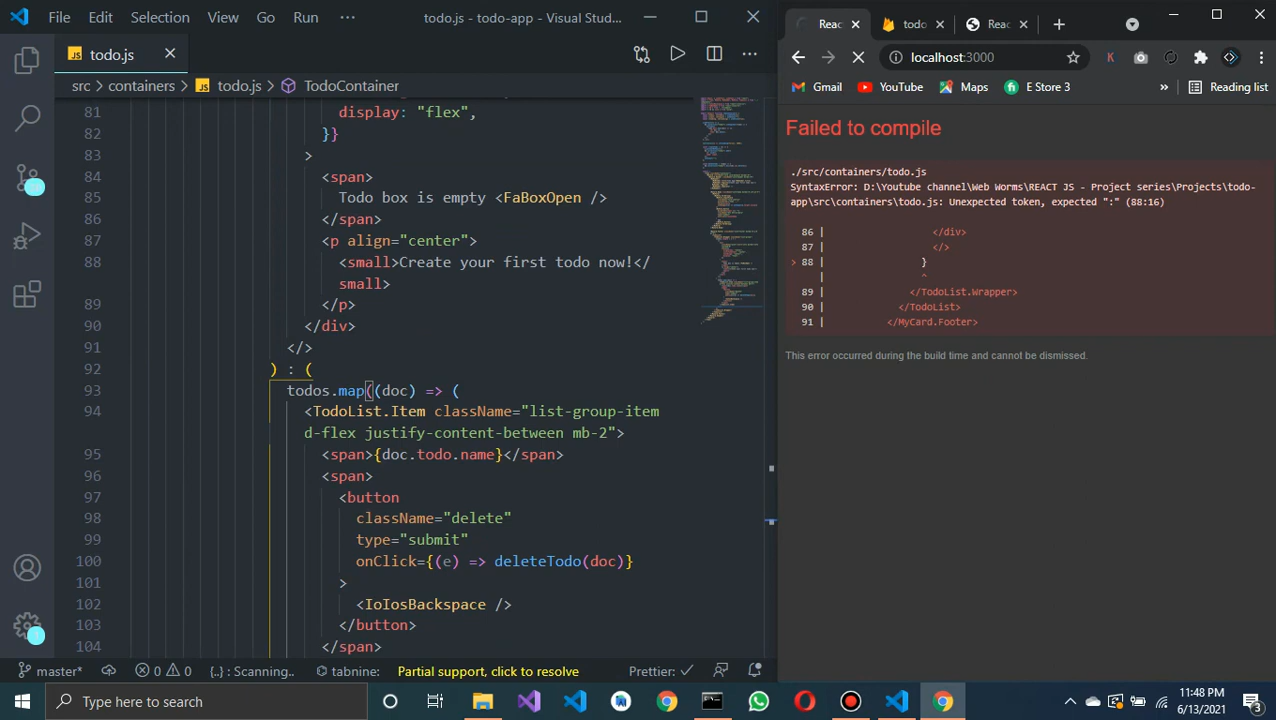 File Edit Selection View Go Run ··· todo.js - todo-app - Visual Stud...
JS todo.js
src > containers > JS todo.js > TodoContainer
81 display: "flex",
82 }}
83 >
84 <span>
85 Todo box is empty <FaBoxOpen />
86 </span>
87 <p align="center">
88 <small>Create your first todo now!</
small>
89 </p>
90 </div>
91 </>
92 ) : (
93 todos.map((doc) => (
94 <TodoList.Item className="list-group-item
d-flex justify-content-between mb-2">
95 <span>{doc.todo.name}</span>
96 <span>
97 <button
98 className="delete"
99 type="submit"
100 onClick={(e) => deleteTodo(doc)}
101 >
102 <IoIosBackspace />
103 </button>
104 </span>
master* 0 0 {..} : Scanning.. tabnine: Partial support, click to resolve Prettier: ✓
Reac todo Reac
localhost:3000
Gmail YouTube Maps E Store 3 » Reading list
Failed to compile
./src/containers/todo.js
SyntaxError: D:\Youtube channel\Web Worms\REACT JS - Project
app\src\containers\todo.js: Unexpected token, expected ":" (88:18)
86 | </div>
87 | </>
> 88 | }
| ^
89 | </TodoList.Wrapper>
90 | </TodoList>
91 | </MyCard.Footer>
This error occurred during the build time and cannot be dismissed.
Type here to search
11:48 PM
6/13/2021
3